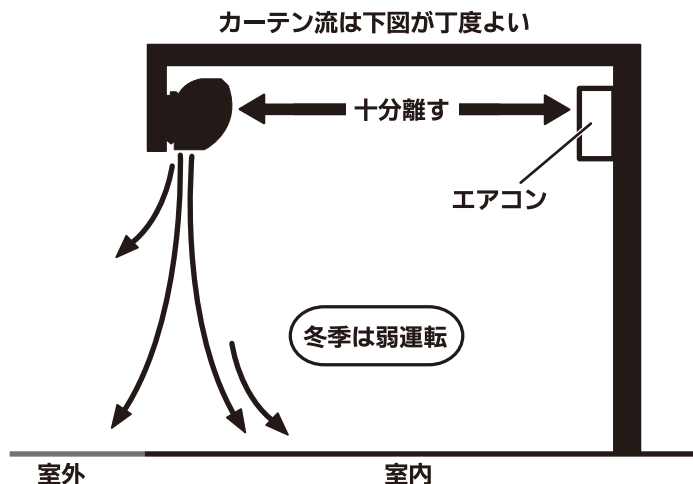 カーテン流は下図が丁度よい
十分離す
エアコン
冬季は弱運転
室外
室内